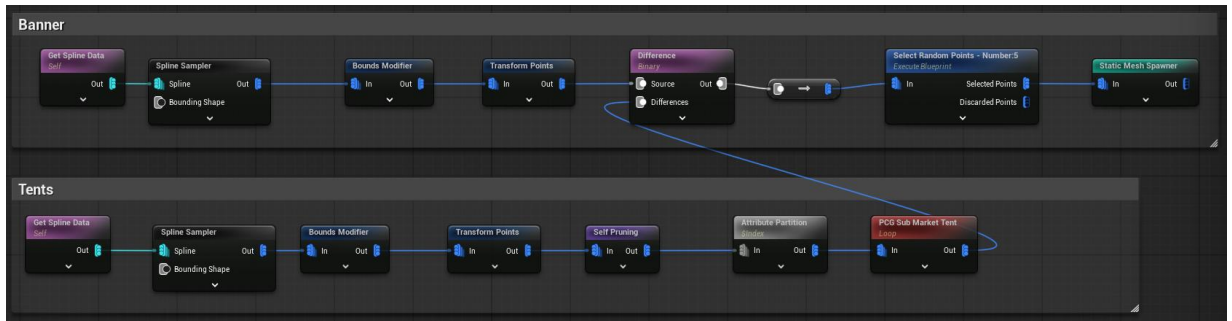 Banner
Get Spline Data
Self
Out
Spline Sampler
Spline Out
Bounding Shape
Bounds Modifier
In Out
Transform Points
In Out
Difference
Binary
Source Out
Differences
Select Random Points - Number:5
Execute Blueprint
In Selected Points
Discarded Points
Static Mesh Spawner
In Out
Tents
Get Spline Data
Self
Out
Spline Sampler
Spline Out
Bounding Shape
Bounds Modifier
In Out
Transform Points
In Out
Self Pruning
In Out
Attribute Partition
$Index
In Out
PCG Sub Market Tent
Loop
In Out